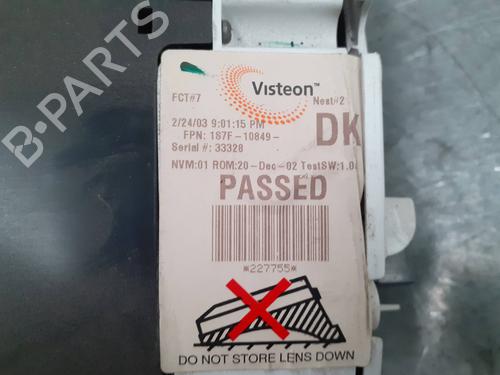 Visteon™
FCT#7
Nest#2
2/24/03 9:01:15 PM
FPN: 1S7F-10849-
DK
Serial #: 33328
NVM:01 ROM:20-Dec-02 TestSW:1.0
PASSED
*227755*
DO NOT STORE LENS DOWN
B-PARTS